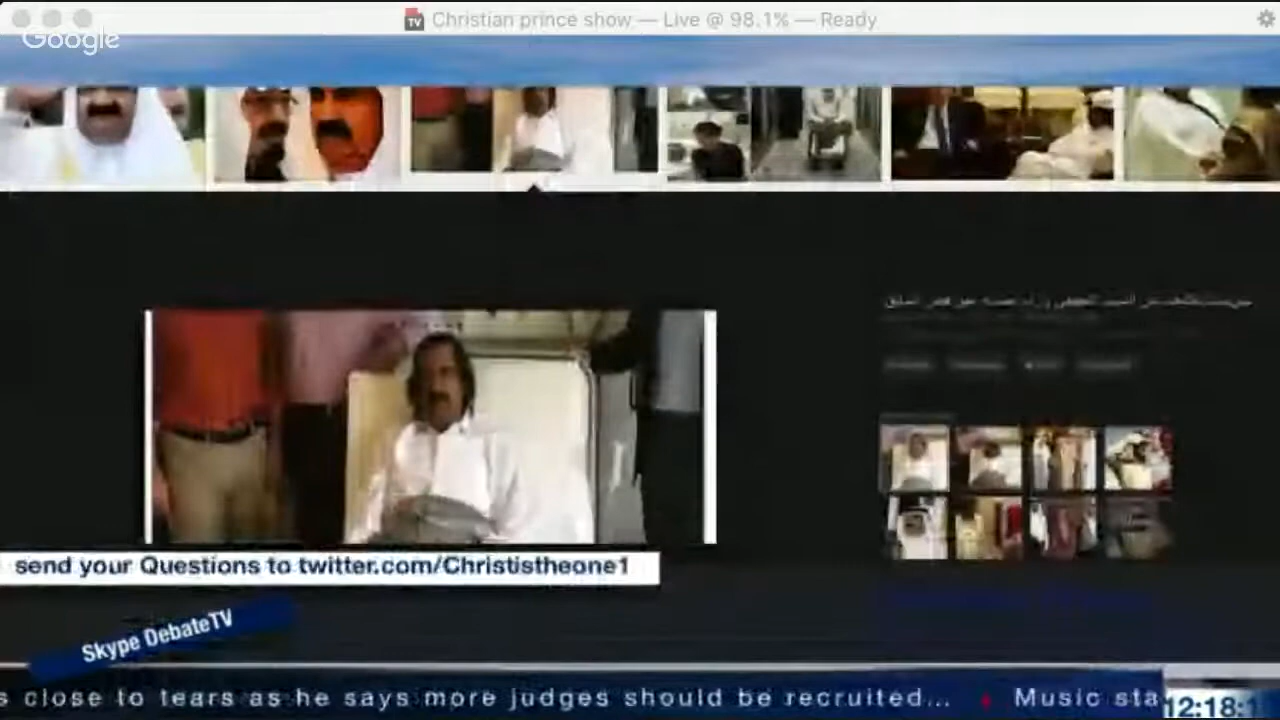 TV Christian prince show — Live @ 98.1% — Ready
Google
send your Questions to twitter.com/Christistheone1
Skype DebateTV
s close to tears as he says more judges should be recruited... ♦ Music sta
12:18:1